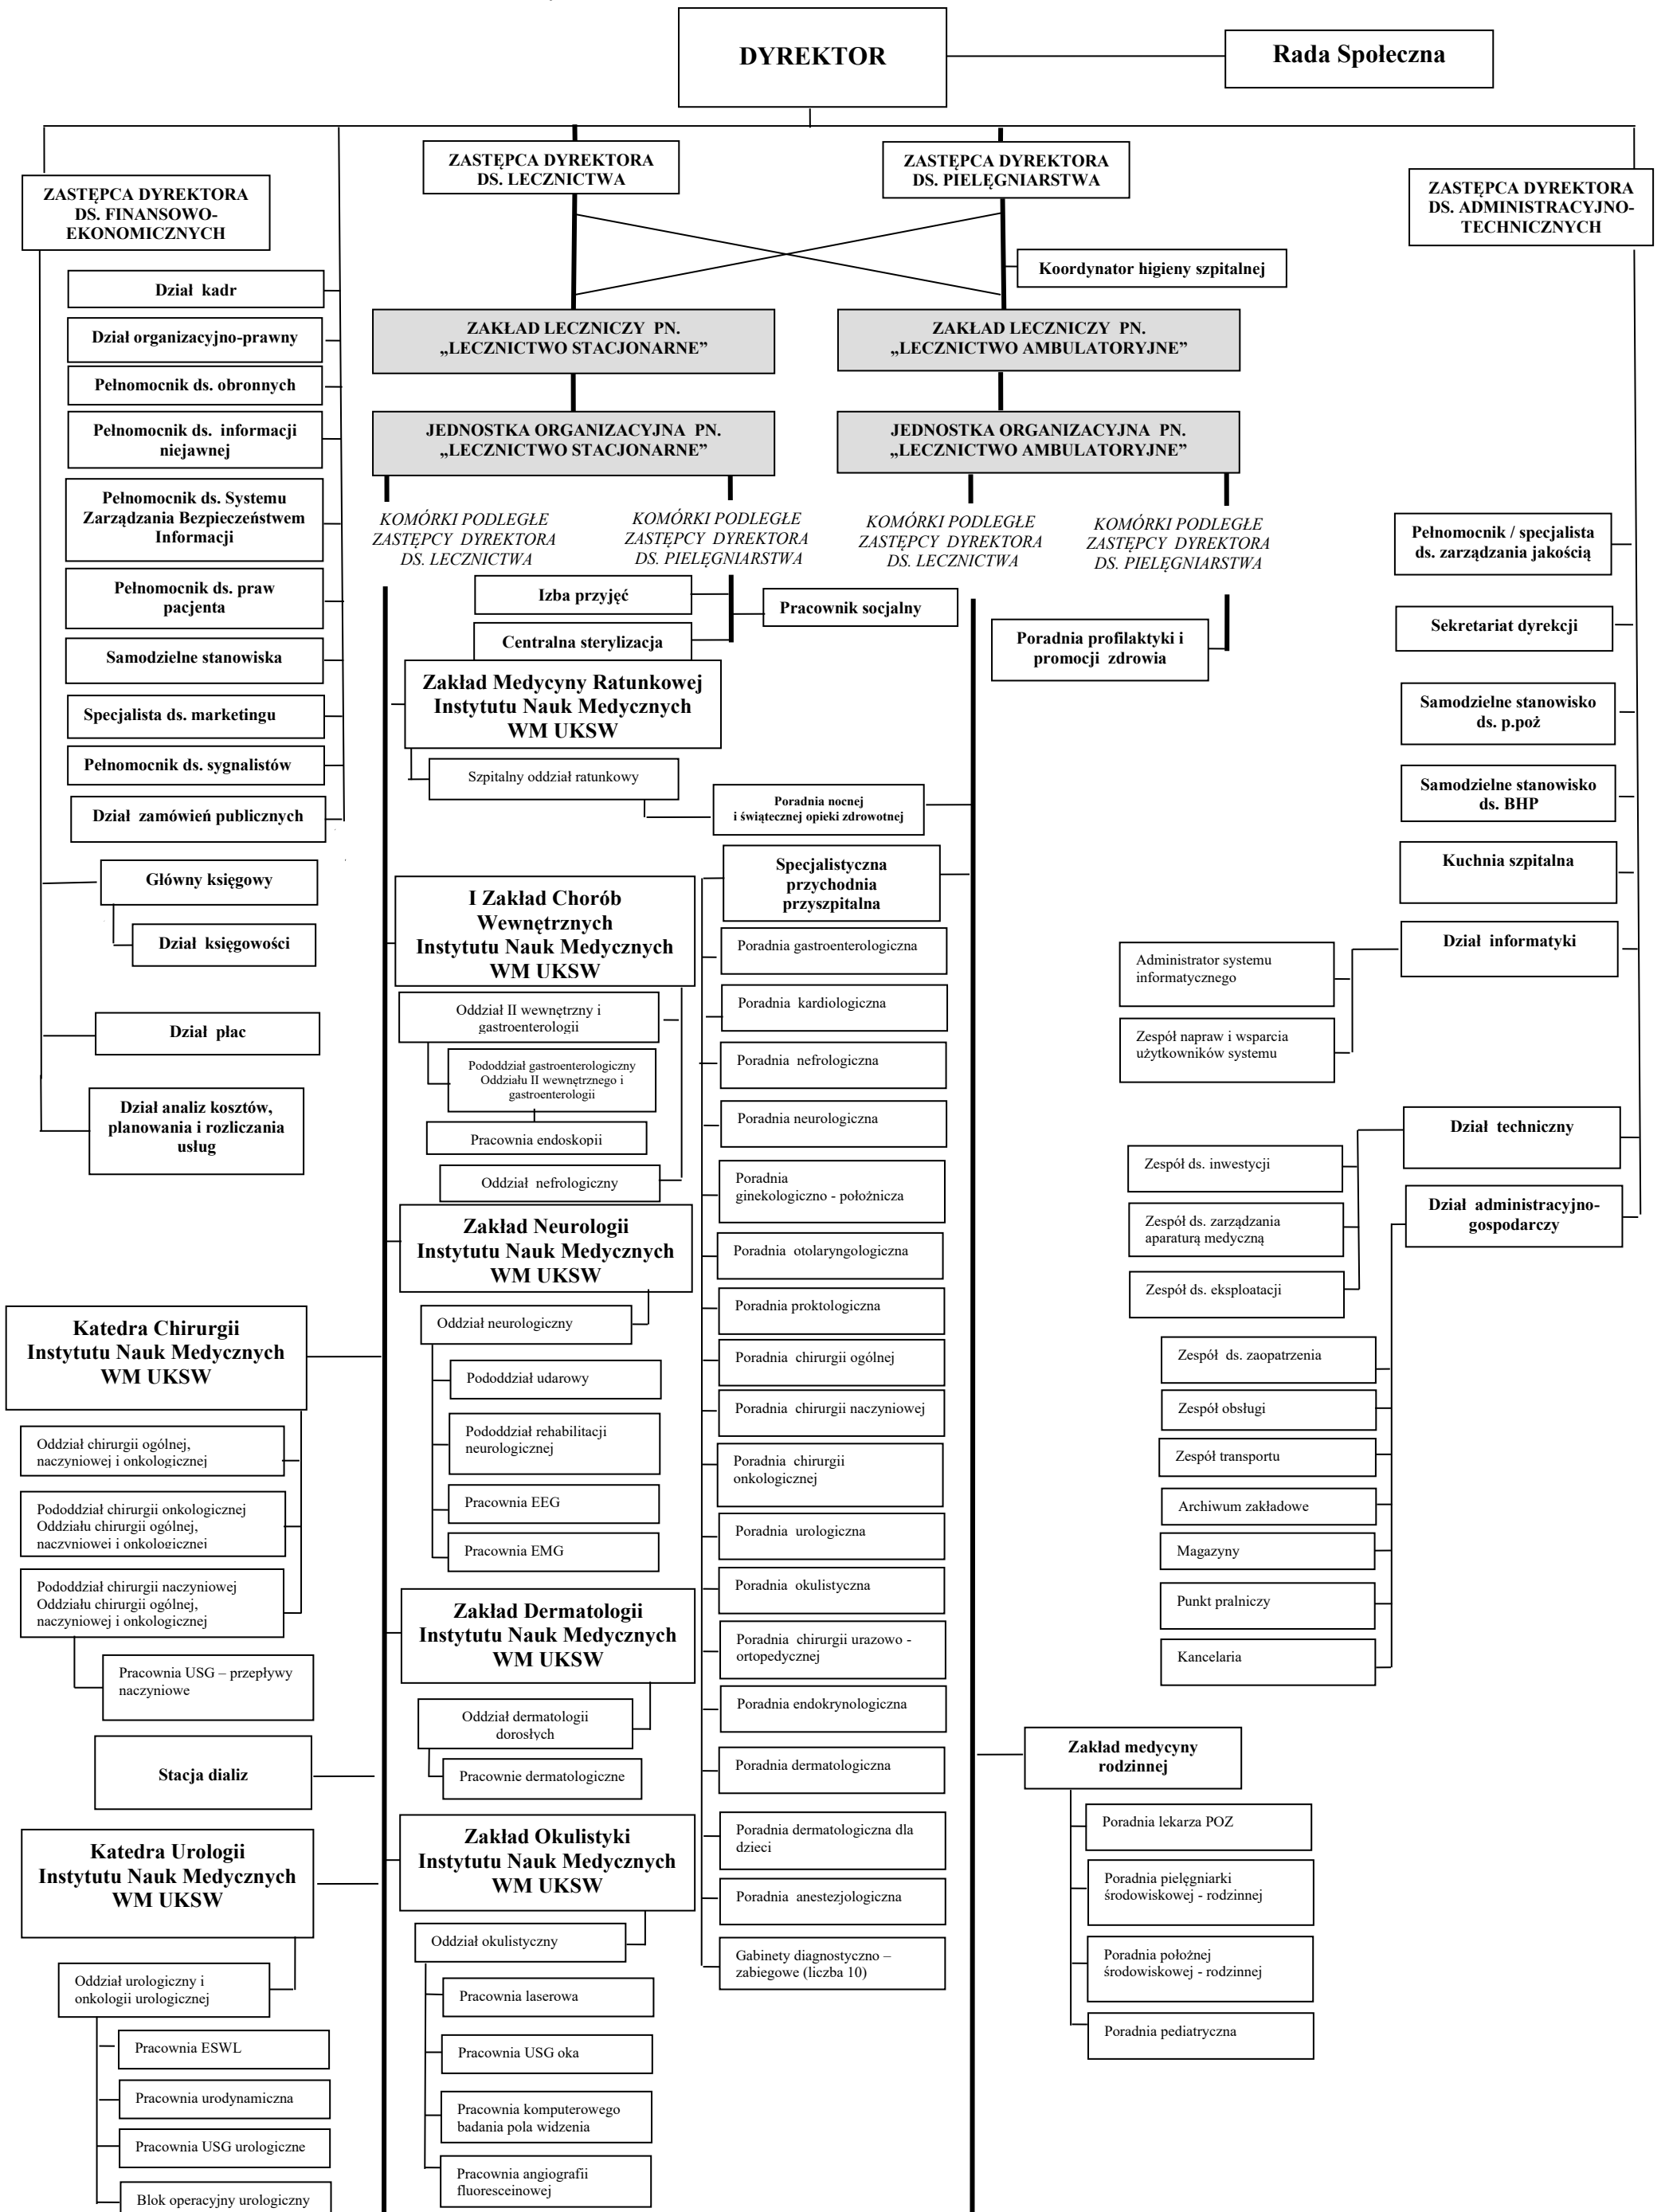 DYREKTOR
Rada Społeczna
ZASTĘPCA DYREKTORA
DS. LECZNICTWA
ZASTĘPCA DYREKTORA
DS. PIELĘGNIARSTWA
ZASTĘPCA DYREKTORA
DS. FINANSOWO-
EKONOMICZNYCH
ZASTĘPCA DYREKTORA
DS. ADMINISTRACYJNO-
TECHNICZNYCH
Koordynator higieny szpitalnej
Dział kadr
Dział organizacyjno-prawny
Pełnomocnik ds. obronnych
Pełnomocnik ds. informacji
niejawnej
Pełnomocnik ds. Systemu
Zarządzania Bezpieczeństwem
Informacji
Pełnomocnik ds. praw
pacjenta
Samodzielne stanowiska
Specjalista ds. marketingu
Pełnomocnik ds. sygnalistów
Dział zamówień publicznych
Główny księgowy
Dział księgowości
Dział płac
Dział analiz kosztów,
planowania i rozliczania
usług
ZAKŁAD LECZNICZY PN.
„LECZNICTWO STACJONARNE”
ZAKŁAD LECZNICZY PN.
„LECZNICTWO AMBULATORYJNE”
JEDNOSTKA ORGANIZACYJNA PN.
„LECZNICTWO STACJONARNE”
JEDNOSTKA ORGANIZACYJNA PN.
„LECZNICTWO AMBULATORYJNE”
KOMÓRKI PODLEGŁE
ZASTĘPCY DYREKTORA
DS. LECZNICTWA
KOMÓRKI PODLEGŁE
ZASTĘPCY DYREKTORA
DS. PIELĘGNIARSTWA
KOMÓRKI PODLEGŁE
ZASTĘPCY DYREKTORA
DS. LECZNICTWA
KOMÓRKI PODLEGŁE
ZASTĘPCY DYREKTORA
DS. PIELĘGNIARSTWA
Izba przyjęć
Pracownik socjalny
Centralna sterylizacja
Poradnia profilaktyki i
promocji zdrowia
Zakład Medycyny Ratunkowej
Instytutu Nauk Medycznych
WM UKSW
Szpitalny oddział ratunkowy
Poradnia nocnej
i świątecznej opieki zdrowotnej
I Zakład Chorób
Wewnętrznych
Instytutu Nauk Medycznych
WM UKSW
Oddział II wewnętrzny i
gastroenterologii
Pododdział gastroenterologiczny
Oddziału II wewnętrznego i
gastroenterologii
Pracownia endoskopii
Oddział nefrologiczny
Zakład Neurologii
Instytutu Nauk Medycznych
WM UKSW
Oddział neurologiczny
Pododdział udarowy
Pododdział rehabilitacji
neurologicznej
Pracownia EEG
Pracownia EMG
Zakład Dermatologii
Instytutu Nauk Medycznych
WM UKSW
Oddział dermatologii
dorosłych
Pracownie dermatologiczne
Zakład Okulistyki
Instytutu Nauk Medycznych
WM UKSW
Oddział okulistyczny
Pracownia laserowa
Pracownia USG oka
Pracownia komputerowego
badania pola widzenia
Pracownia angiografii
fluoresceinowej
Katedra Chirurgii
Instytutu Nauk Medycznych
WM UKSW
Oddział chirurgii ogólnej,
naczyniowej i onkologicznej
Pododdział chirurgii onkologicznej
Oddziału chirurgii ogólnej,
naczyniowej i onkologicznej
Pododdział chirurgii naczyniowej
Oddziału chirurgii ogólnej,
naczyniowej i onkologicznej
Pracownia USG – przepływy
naczyniowe
Stacja dializ
Katedra Urologii
Instytutu Nauk Medycznych
WM UKSW
Oddział urologiczny i
onkologii urologicznej
Pracownia ESWL
Pracownia urodynamiczna
Pracownia USG urologiczne
Blok operacyjny urologiczny
Specjalistyczna
przychodnia
przyszpitalna
Poradnia gastroenterologiczna
Poradnia kardiologiczna
Poradnia nefrologiczna
Poradnia neurologiczna
Poradnia
ginekologiczno - położnicza
Poradnia otolaryngologiczna
Poradnia proktologiczna
Poradnia chirurgii ogólnej
Poradnia chirurgii naczyniowej
Poradnia chirurgii
onkologicznej
Poradnia urologiczna
Poradnia okulistyczna
Poradnia chirurgii urazowo -
ortopedycznej
Poradnia endokrynologiczna
Poradnia dermatologiczna
Poradnia dermatologiczna dla
dzieci
Poradnia anestezjologiczna
Gabinety diagnostyczno –
zabiegowe (liczba 10)
Zakład medycyny
rodzinnej
Poradnia lekarza POZ
Poradnia pielęgniarki
środowiskowej - rodzinnej
Poradnia położnej
środowiskowej - rodzinnej
Poradnia pediatryczna
Pełnomocnik / specjalista
ds. zarządzania jakością
Sekretariat dyrekcji
Samodzielne stanowisko
ds. p.poż
Samodzielne stanowisko
ds. BHP
Kuchnia szpitalna
Dział informatyki
Administrator systemu
informatycznego
Zespół napraw i wsparcia
użytkowników systemu
Dział techniczny
Zespół ds. inwestycji
Zespół ds. zarządzania
aparaturą medyczną
Zespół ds. eksploatacji
Dział administracyjno-
gospodarczy
Zespół ds. zaopatrzenia
Zespół obsługi
Zespół transportu
Archiwum zakładowe
Magazyny
Punkt pralniczy
Kancelaria